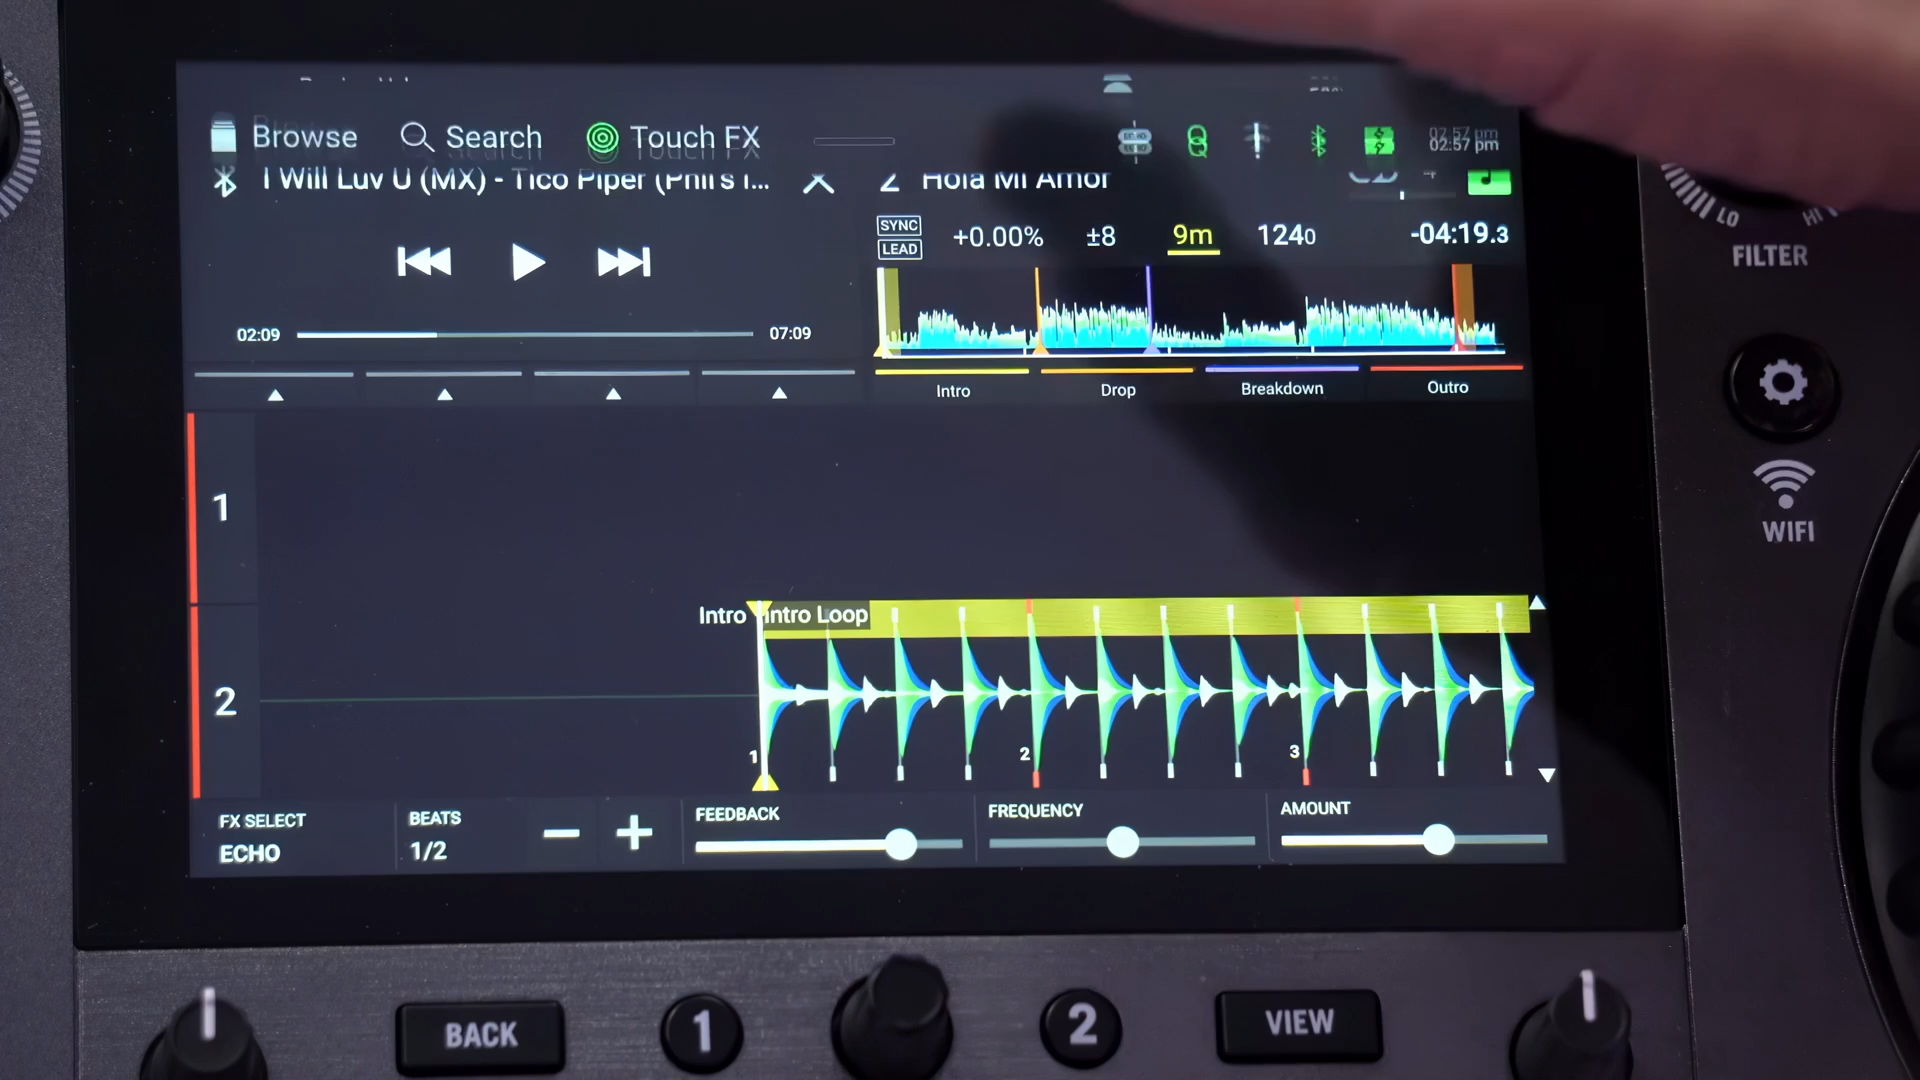 Browse Search Touch FX 02:57 pm
I Will Luv U (MX) - Tico Piper (Phil's I... 2 Hola Mi Amor
SYNC
LEAD
+0.00% ±8 9m 1240 -04:19.3
02:09 07:09
Intro Drop Breakdown Outro
1
Intro Intro Loop
2
1 2 3
FX SELECT
ECHO
BEATS
1/2
FEEDBACK FREQUENCY AMOUNT
LO HI
FILTER
WIFI
BACK 1 2 VIEW